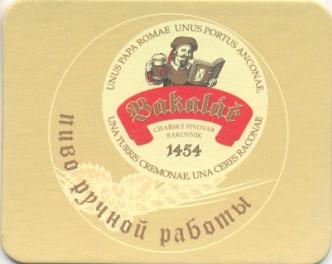 UNUS PAPA ROMAE UNUS PORTUS ANCONAE.
Bakalář
CÍSAŘSKÝ PIVOVAR
RAKOVNÍK
1454
UNA TURRIS CREMONAE, UNA CERES RACONAE
пиво ручной работы